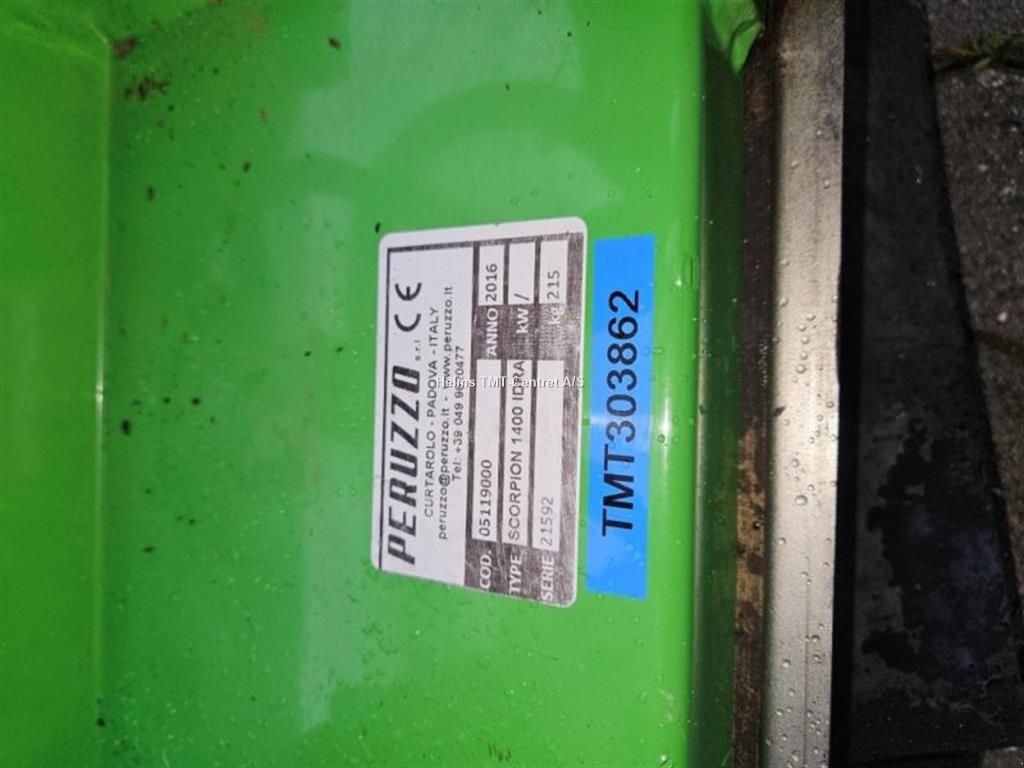 PERUZZO s.r.l CE
CURTAROLO - PADOVA - ITALY
peruzzo@peruzzo.it - www.peruzzo.it
Tel: +39 049 9620477
COD. 05119000 ANNO 2016
TYPE SCORPION 1400 IDRA kW /
SERIE 21592 kg 215
TMT303862
Helms TMT-Centret A/S